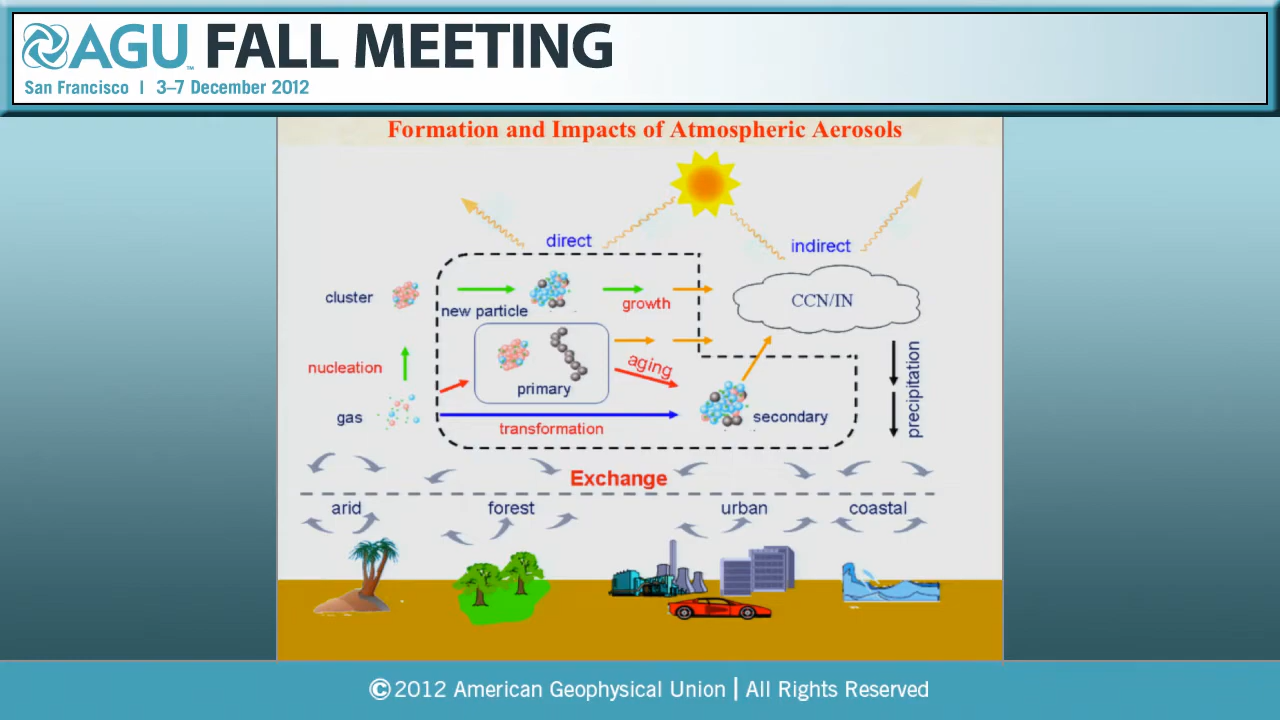 AGU™ FALL MEETING
San Francisco | 3–7 December 2012
Formation and Impacts of Atmospheric Aerosols
direct
indirect
cluster
new particle
growth
CCN/IN
nucleation
primary
aging
precipitation
gas
transformation
secondary
Exchange
arid
forest
urban
coastal
©2012 American Geophysical Union | All Rights Reserved